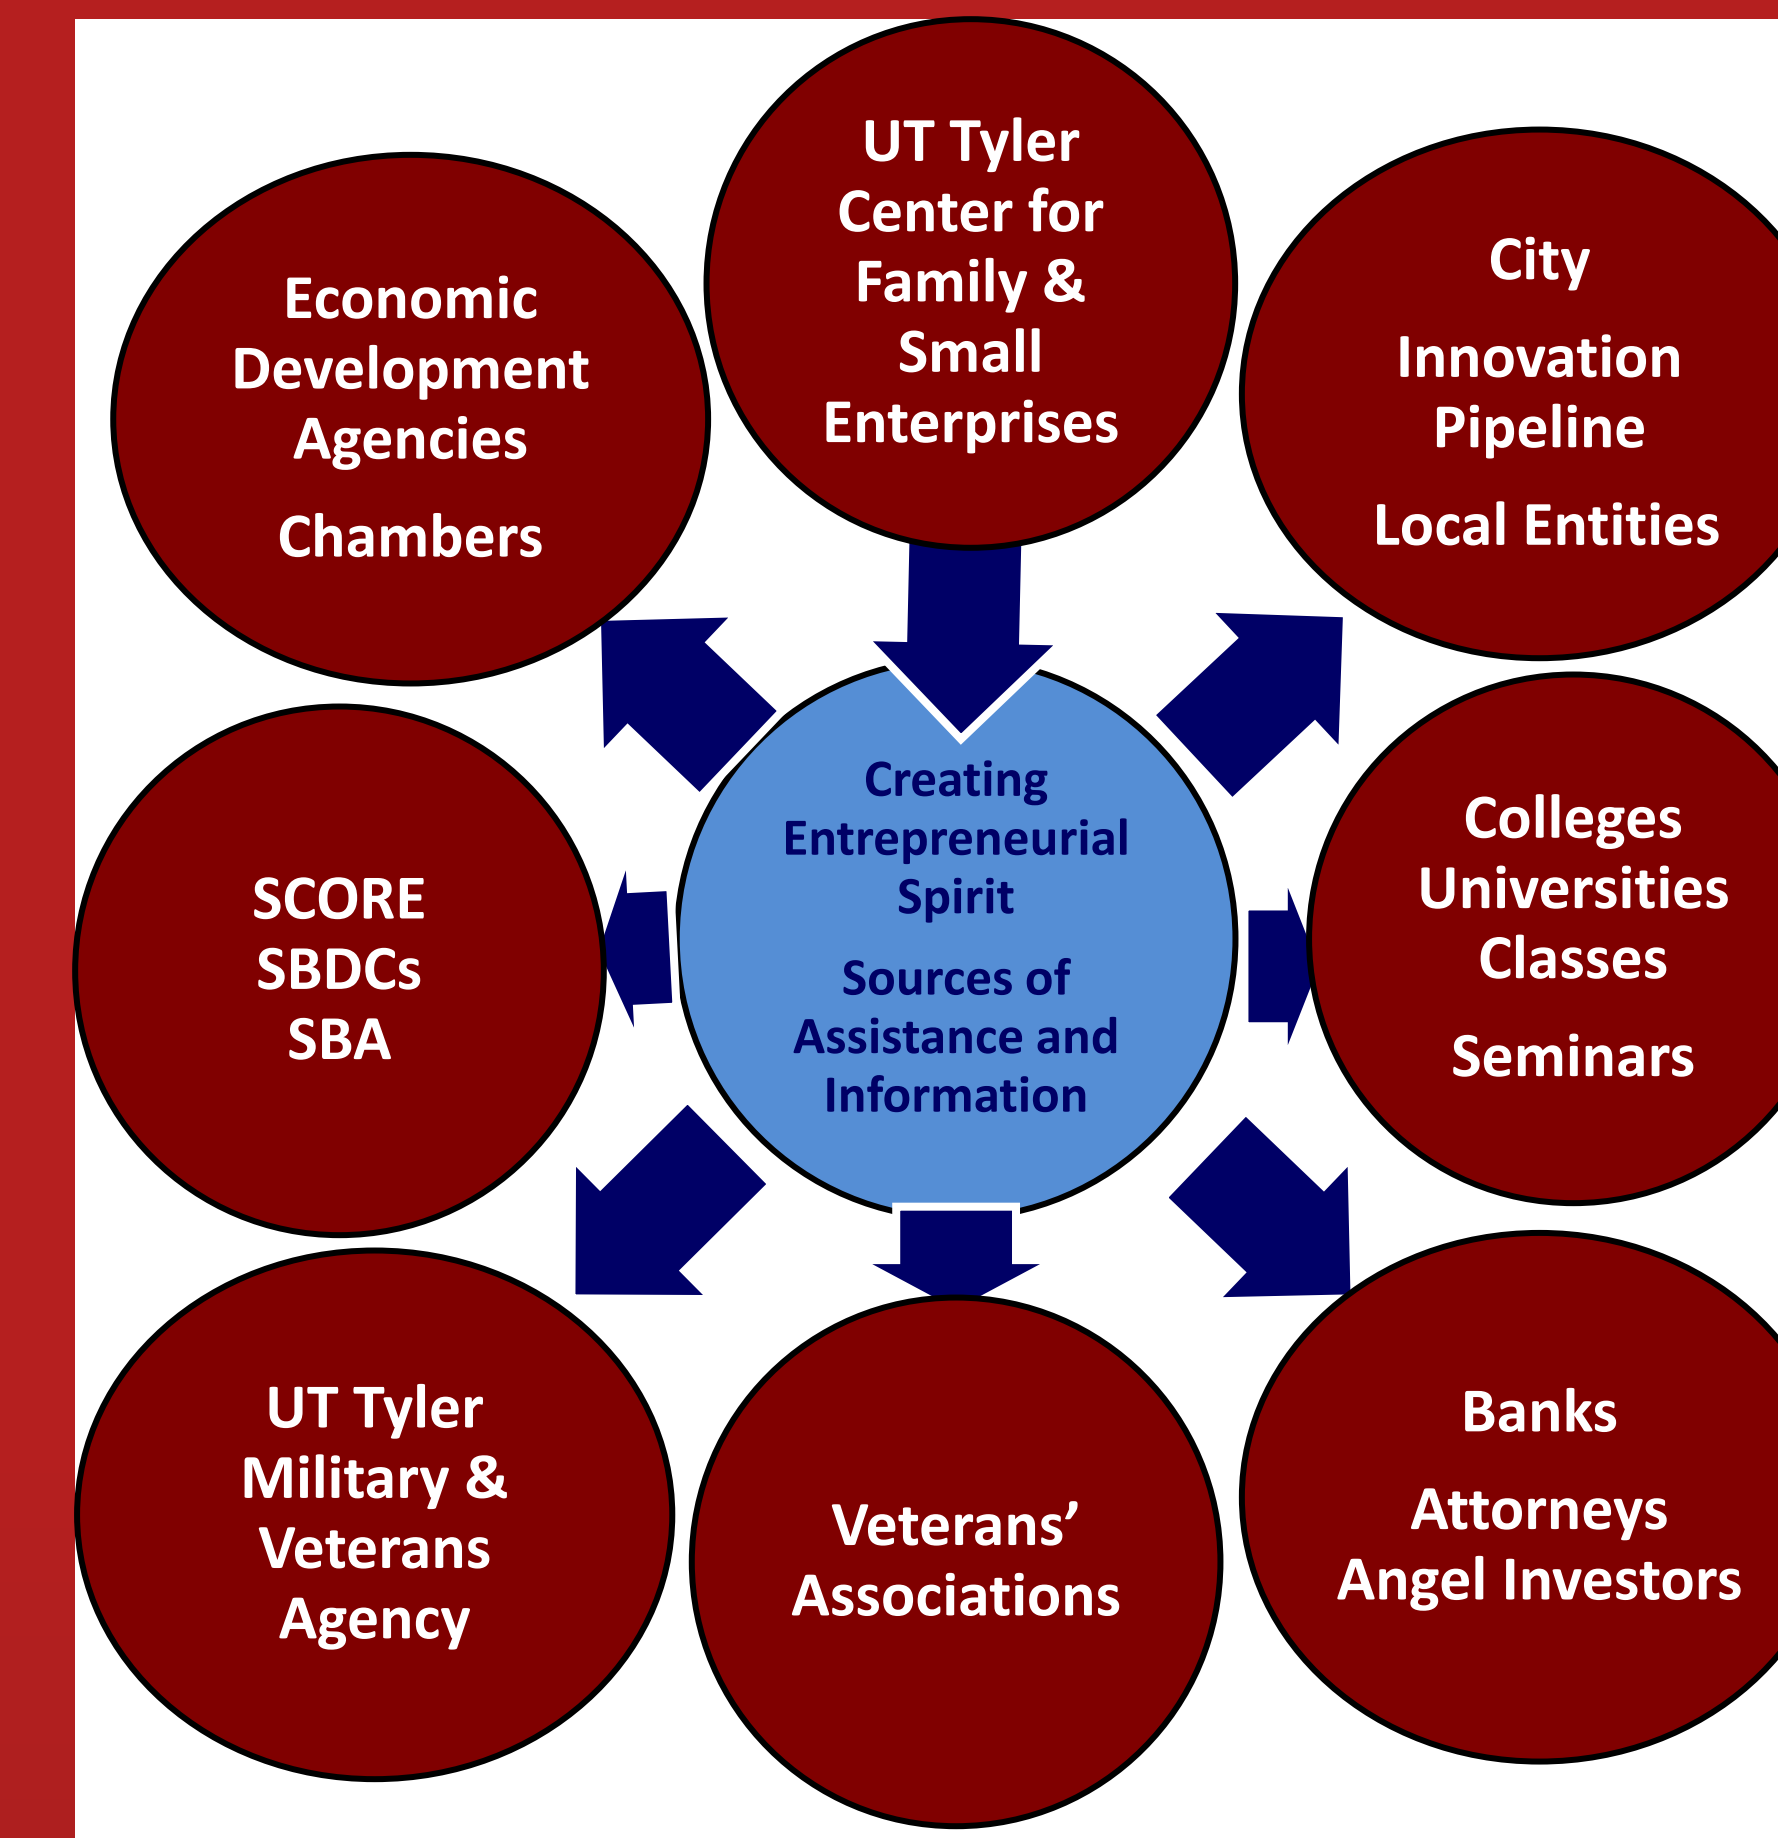 UT Tyler
Center for
Family &
Small
Enterprises
Economic
Development
Agencies
Chambers
City
Innovation
Pipeline
Local Entities
Creating
Entrepreneurial
Spirit
Sources of
Assistance and
Information
SCORE
SBDCs
SBA
Colleges
Universities
Classes
Seminars
UT Tyler
Military &
Veterans
Agency
Veterans’
Associations
Banks
Attorneys
Angel Investors